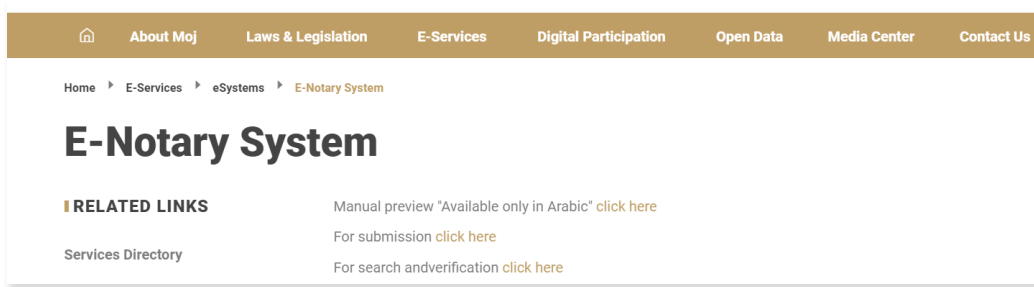 About Moj Laws & Legislation E-Services Digital Participation Open Data Media Center Contact Us
Home E-Services eSystems E-Notary System
E-Notary System
RELATED LINKS
Services Directory
Manual preview "Available only in Arabic" click here
For submission click here
For search andverification click here